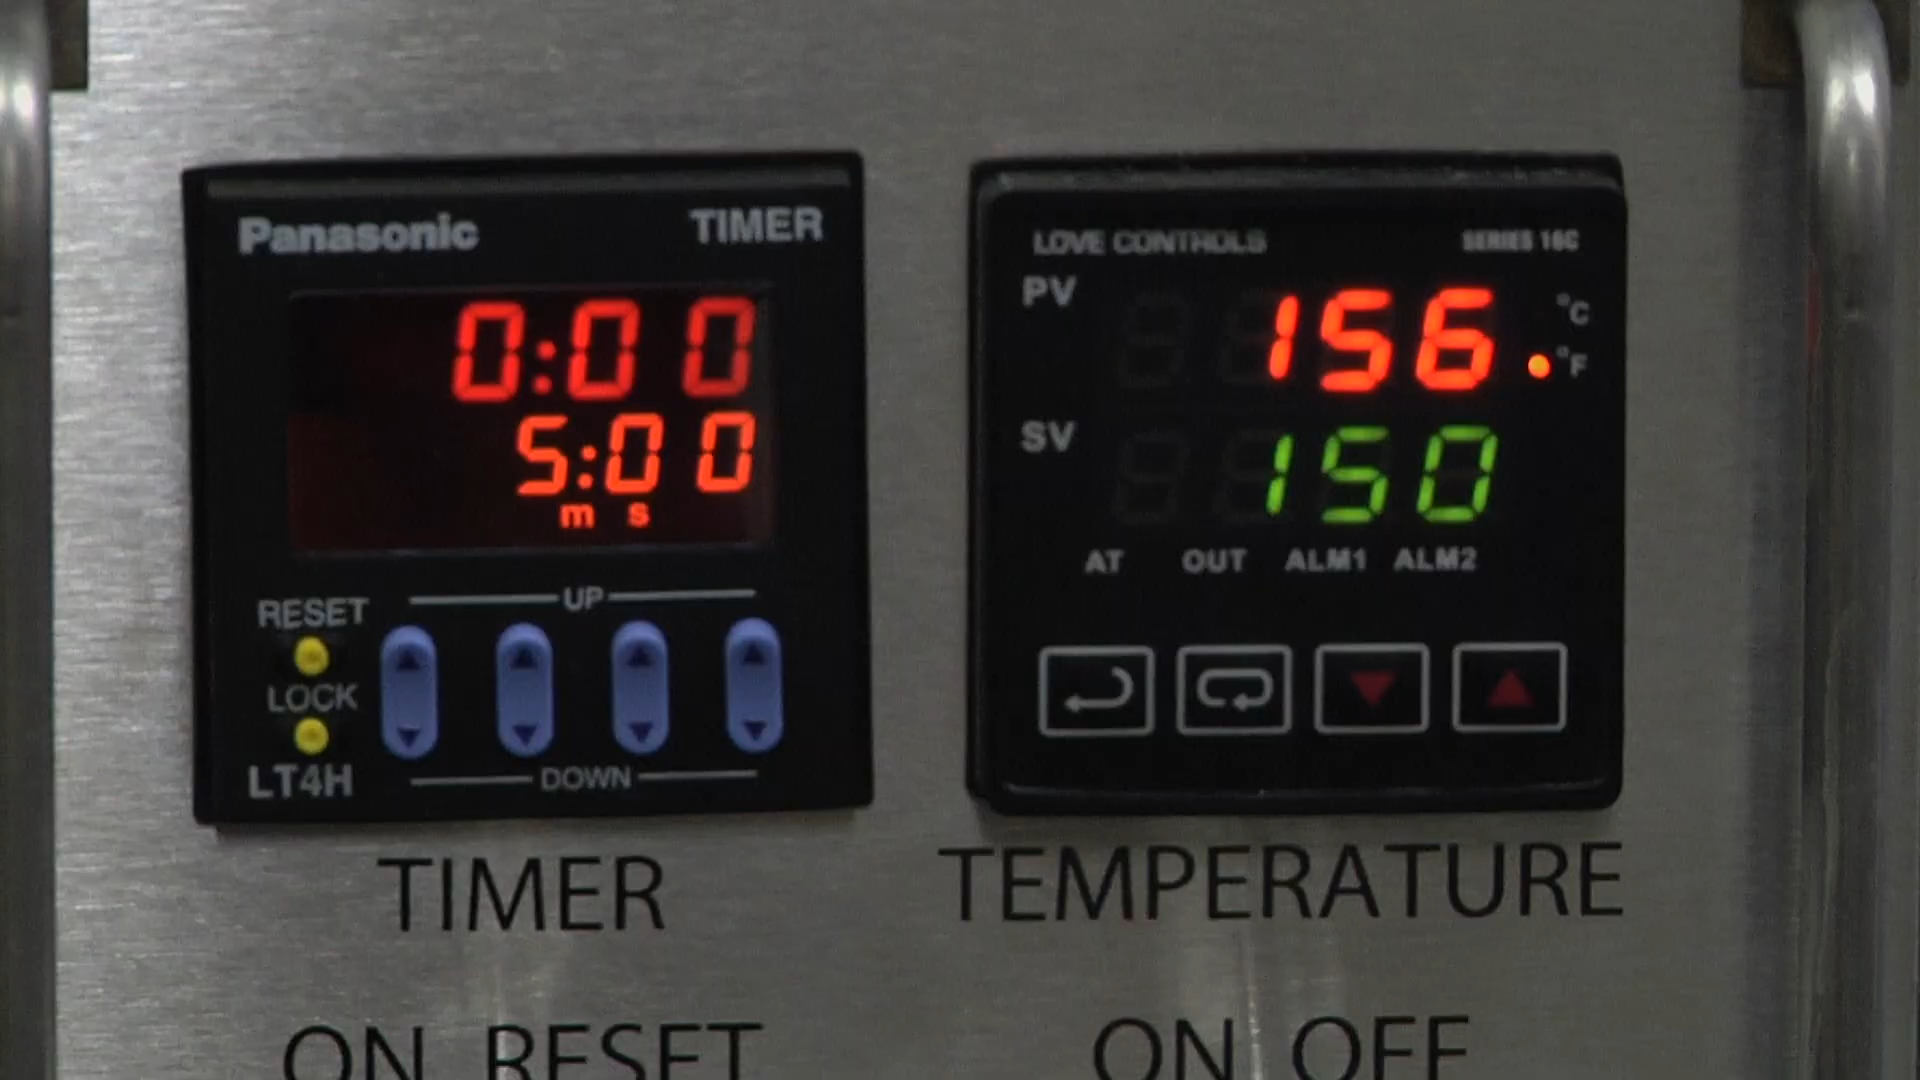 Panasonic TIMER
0:00
5:00
m s
UP
RESET
LOCK
LT4H
DOWN
LOVE CONTROLS SERIES 16C
PV 156. °C
°F
SV 150
AT OUT ALM1 ALM2
TIMER
TEMPERATURE
ON RESET
ON OFF